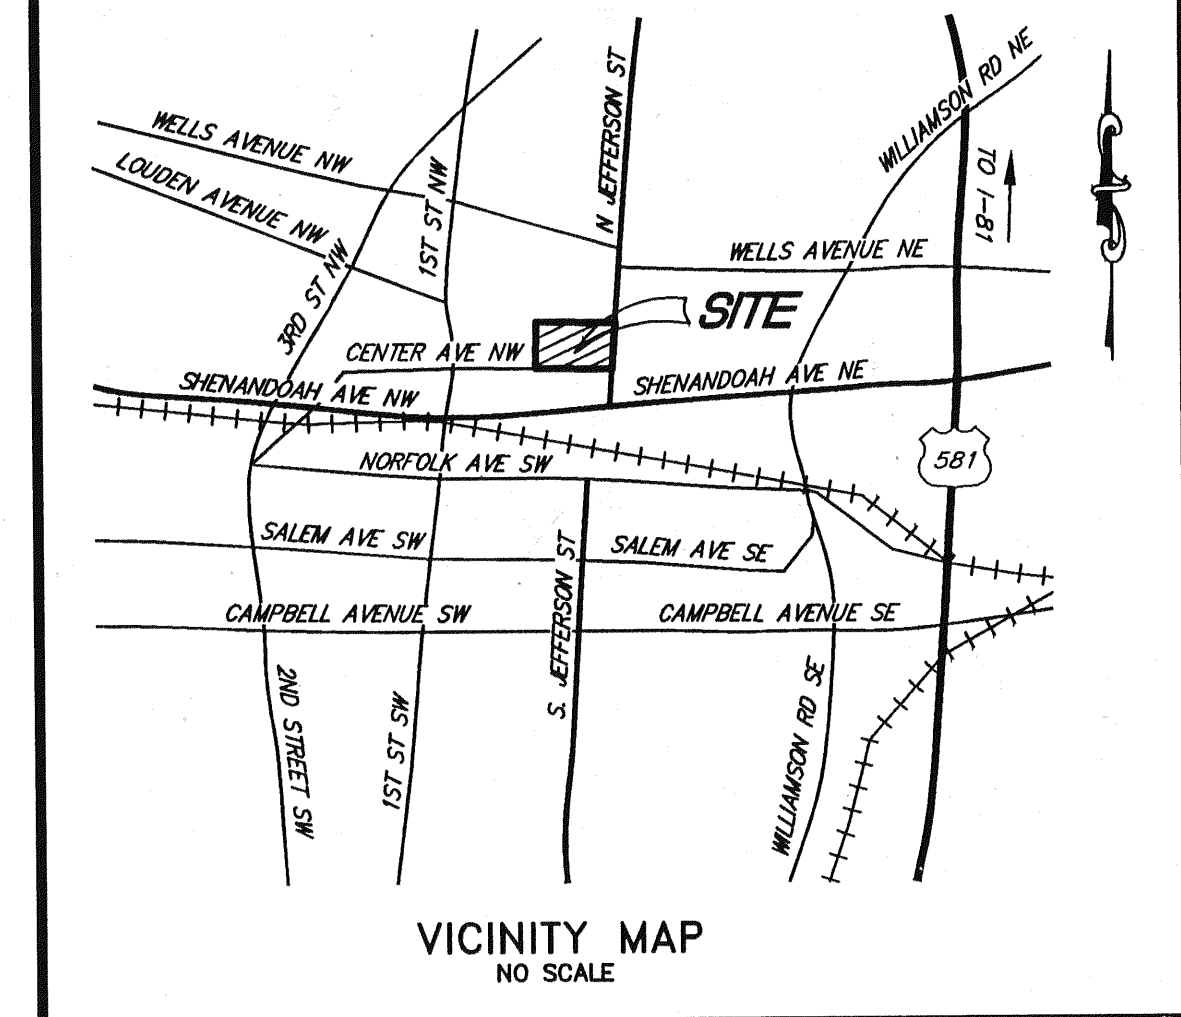 WELLS AVENUE NW
LOUDEN AVENUE NW
3RD ST NW
1ST ST NW
N JEFFERSON ST
WILLIAMSON RD NE
TO I-81
WELLS AVENUE NE
SITE
CENTER AVE NW
SHENANDOAH AVE NW
SHENANDOAH AVE NE
NORFOLK AVE SW
581
SALEM AVE SW
SALEM AVE SE
S. JEFFERSON ST
CAMPBELL AVENUE SW
CAMPBELL AVENUE SE
2ND STREET SW
1ST ST SW
WILLIAMSON RD SE
VICINITY MAP
NO SCALE